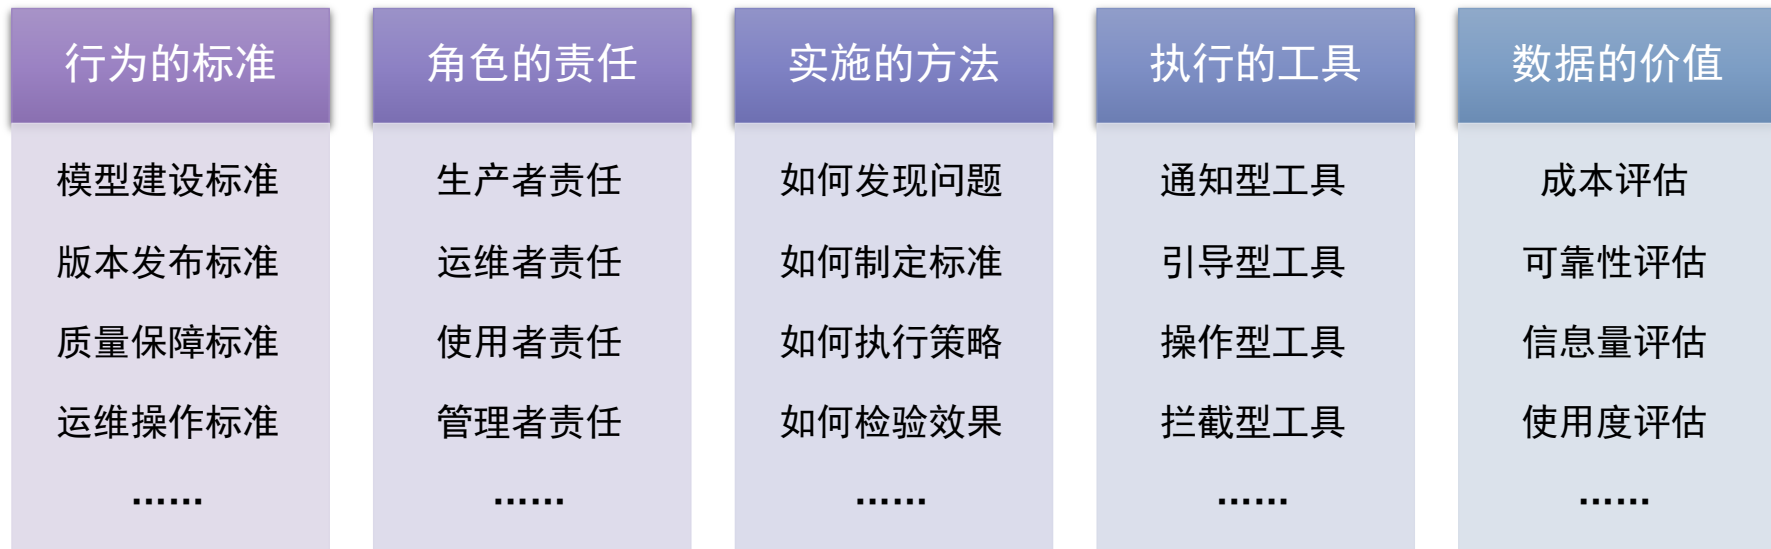 行为的标准
模型建设标准
版本发布标准
质量保障标准
运维操作标准
......
角色的责任
生产者责任
运维者责任
使用者责任
管理者责任
......
实施的方法
如何发现问题
如何制定标准
如何执行策略
如何检验效果
......
执行的工具
通知型工具
引导型工具
操作型工具
拦截型工具
......
数据的价值
成本评估
可靠性评估
信息量评估
使用度评估
......